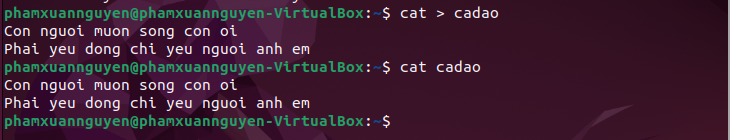 phamxuannguyen@phamxuannguyen-VirtualBox:~$ cat > cadao
Con nguoi muon song con oi
Phai yeu dong chi yeu nguoi anh em
phamxuannguyen@phamxuannguyen-VirtualBox:~$ cat cadao
Con nguoi muon song con oi
Phai yeu dong chi yeu nguoi anh em
phamxuannguyen@phamxuannguyen-VirtualBox:~$